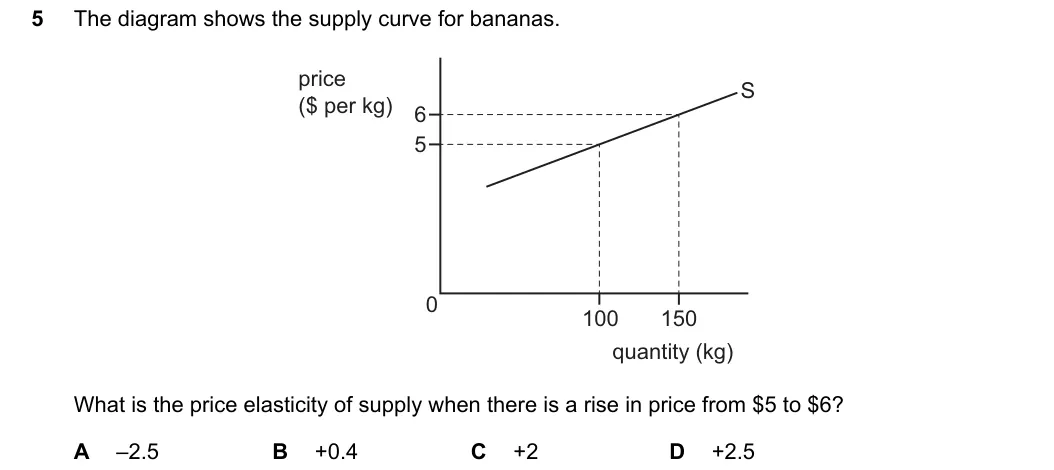 5 The diagram shows the supply curve for bananas.
price
($ per kg)
6
5
S
0
100 150
quantity (kg)
What is the price elasticity of supply when there is a rise in price from $5 to $6?
A –2.5 B +0.4 C +2 D +2.5